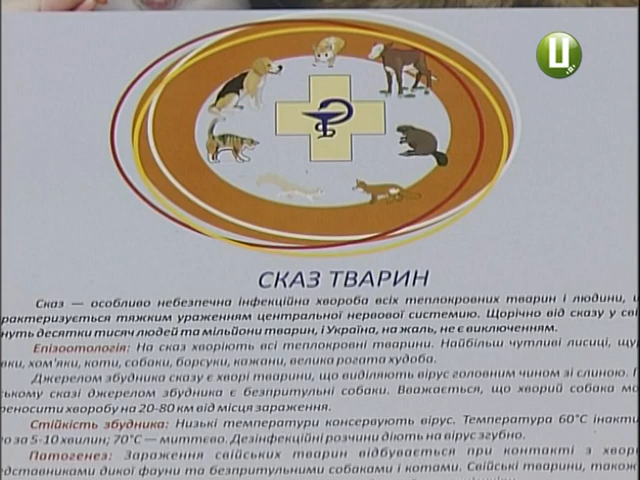 Ц
СКАЗ ТВАРИН
Сказ — особливо небезпечна інфекційна хвороба всіх теплокровних тварин і людини, щ
рактеризується тяжким ураженням центральної нервової системию. Щорічно від сказу у сві
нуть десятки тисяч людей та мільйони тварин, і Україна, на жаль, не є виключенням.
Епізоотологія: На сказ хворіють всі теплокровні тварини. Найбільш чутливі лисиці, щур
вки, хом'яки, коти, собаки, борсуки, кажани, велика рогата худоба.
Джерелом збудника сказу є хворі тварини, що виділяють вірус головним чином зі слиною. П
ському сказі джерелом збудника є безпритульні собаки. Вважається, що хворий собака мо
реносити хворобу на 20-80 км від місця зараження.
Стійкість збудника: Низькі температури консервують вірус. Температура 60°C інакти
го за 5-10 хвилин; 70°C — миттєво. Дезінфекційні розчини діють на вірус згубно.
Патогенез: Зараження свійських тварин відбувається при контакті з хвор
едставниками дикої фауни та безпритульними собаками і котами. Свійські тварини, також